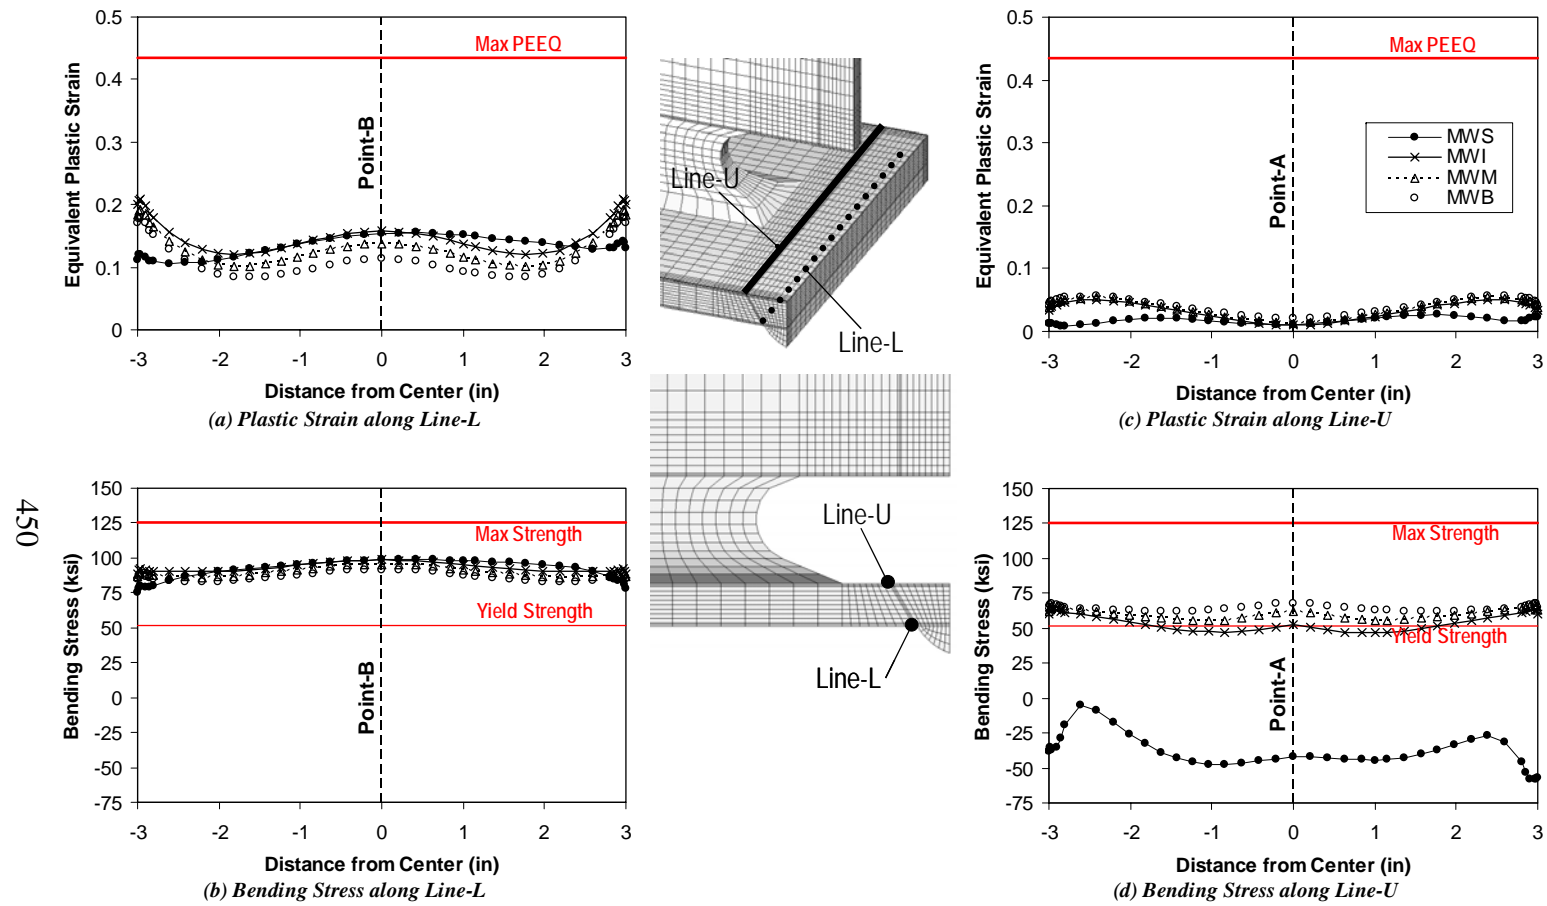 0.5
0.4
0.3
0.2
0.1
0
Equivalent Plastic Strain
Max PEEQ
Point-B
-3 -2 -1 0 1 2 3
Distance from Center (in)
(a) Plastic Strain along Line-L
Line-U
Line-L
0.5
0.4
0.3
0.2
0.1
0
Equivalent Plastic Strain
Max PEEQ
Point-A
MWS
MWI
MWM
MWB
-3 -2 -1 0 1 2 3
Distance from Center (in)
(c) Plastic Strain along Line-U
450
150
125
100
75
50
25
0
-25
-50
-75
Bending Stress (ksi)
Max Strength
Yield Strength
Point-B
-3 -2 -1 0 1 2 3
Distance from Center (in)
(b) Bending Stress along Line-L
Line-U
Line-L
150
125
100
75
50
25
0
-25
-50
-75
Bending Stress (ksi)
Max Strength
Yield Strength
Point-A
-3 -2 -1 0 1 2 3
Distance from Center (in)
(d) Bending Stress along Line-U